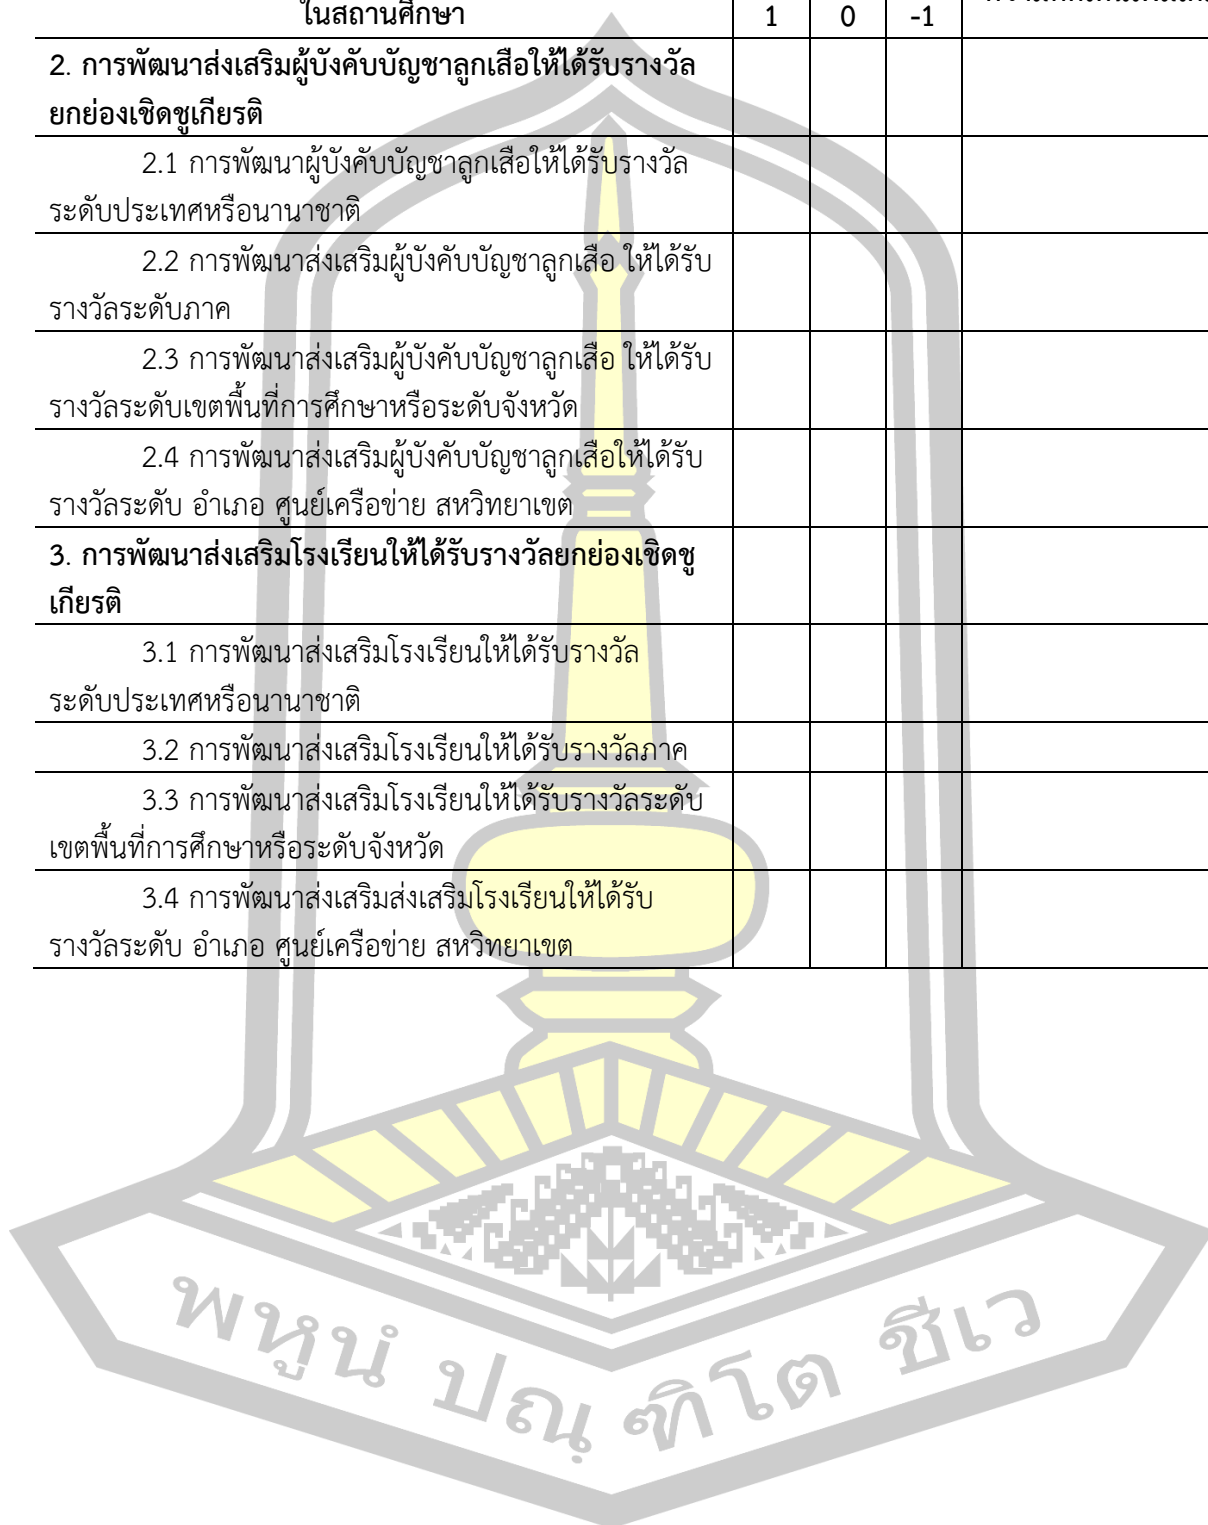 ในสถานศึกษา 1 0 -1
2. การพัฒนาส่งเสริมผู้บังคับบัญชาลูกเสือให้ได้รับรางวัล
ยกย่องเชิดชูเกียรติ
2.1 การพัฒนาผู้บังคับบัญชาลูกเสือให้ได้รับรางวัล
ระดับประเทศหรือนานาชาติ
2.2 การพัฒนาส่งเสริมผู้บังคับบัญชาลูกเสือ ให้ได้รับ
รางวัลระดับภาค
2.3 การพัฒนาส่งเสริมผู้บังคับบัญชาลูกเสือ ให้ได้รับ
รางวัลระดับเขตพื้นที่การศึกษาหรือระดับจังหวัด
2.4 การพัฒนาส่งเสริมผู้บังคับบัญชาลูกเสือให้ได้รับ
รางวัลระดับ อำเภอ ศูนย์เครือข่าย สหวิทยาเขต
3. การพัฒนาส่งเสริมโรงเรียนให้ได้รับรางวัลยกย่องเชิดชู
เกียรติ
3.1 การพัฒนาส่งเสริมโรงเรียนให้ได้รับรางวัล
ระดับประเทศหรือนานาชาติ
3.2 การพัฒนาส่งเสริมโรงเรียนให้ได้รับรางวัลภาค
3.3 การพัฒนาส่งเสริมโรงเรียนให้ได้รับรางวัลระดับ
เขตพื้นที่การศึกษาหรือระดับจังหวัด
3.4 การพัฒนาส่งเสริมส่งเสริมโรงเรียนให้ได้รับ
รางวัลระดับ อำเภอ ศูนย์เครือข่าย สหวิทยาเขต
พหูนํ ปณฺฑิโต ชีเว